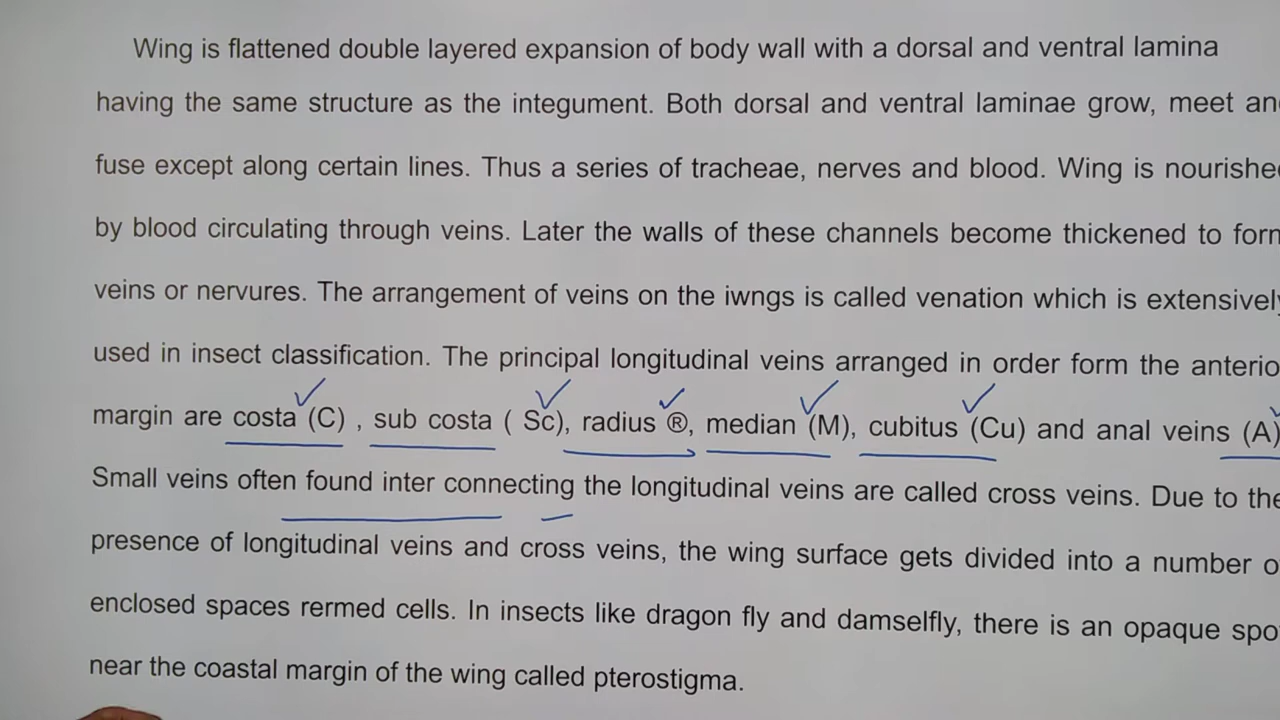 Wing is flattened double layered expansion of body wall with a dorsal and ventral lamina
having the same structure as the integument. Both dorsal and ventral laminae grow, meet an
fuse except along certain lines. Thus a series of tracheae, nerves and blood. Wing is nourishe
by blood circulating through veins. Later the walls of these channels become thickened to for
veins or nervures. The arrangement of veins on the iwngs is called venation which is extensivel
used in insect classification. The principal longitudinal veins arranged in order form the anterio
margin are costa (C) , sub costa ( Sc), radius ®, median (M), cubitus (Cu) and anal veins (A)
Small veins often found inter connecting the longitudinal veins are called cross veins. Due to the
presence of longitudinal veins and cross veins, the wing surface gets divided into a number o
enclosed spaces rermed cells. In insects like dragon fly and damselfly, there is an opaque spo
near the coastal margin of the wing called pterostigma.